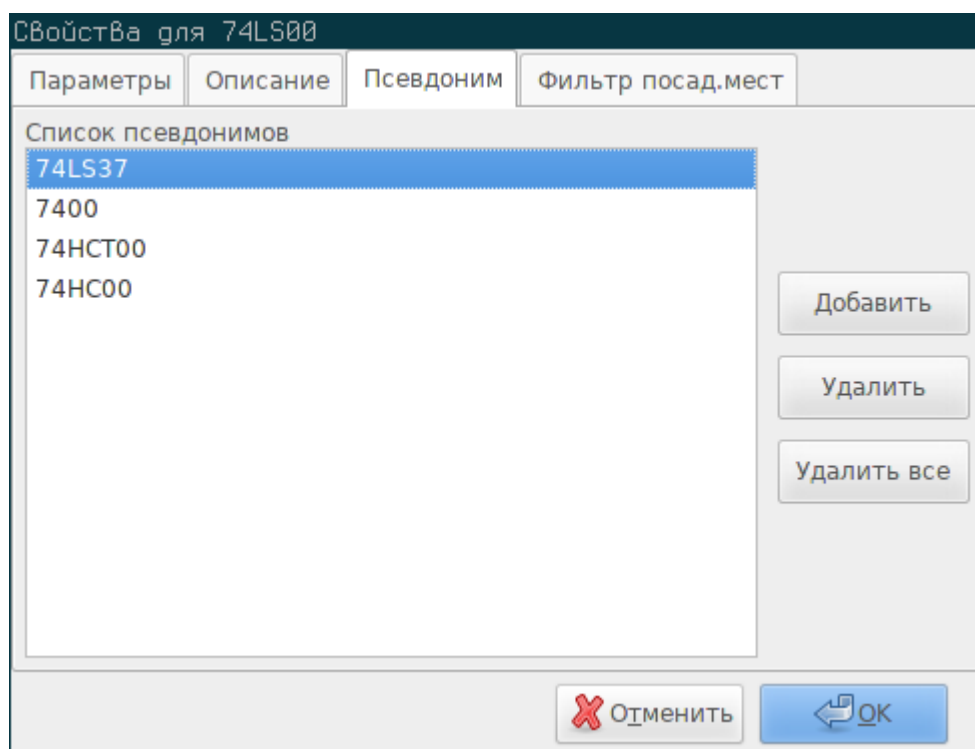 Свойства для 74LS00
Параметры Описание Псевдоним Фильтр посад.мест
Список псевдонимов
74LS37
7400
74HCT00
74HC00
Добавить
Удалить
Удалить все
Отменить OK